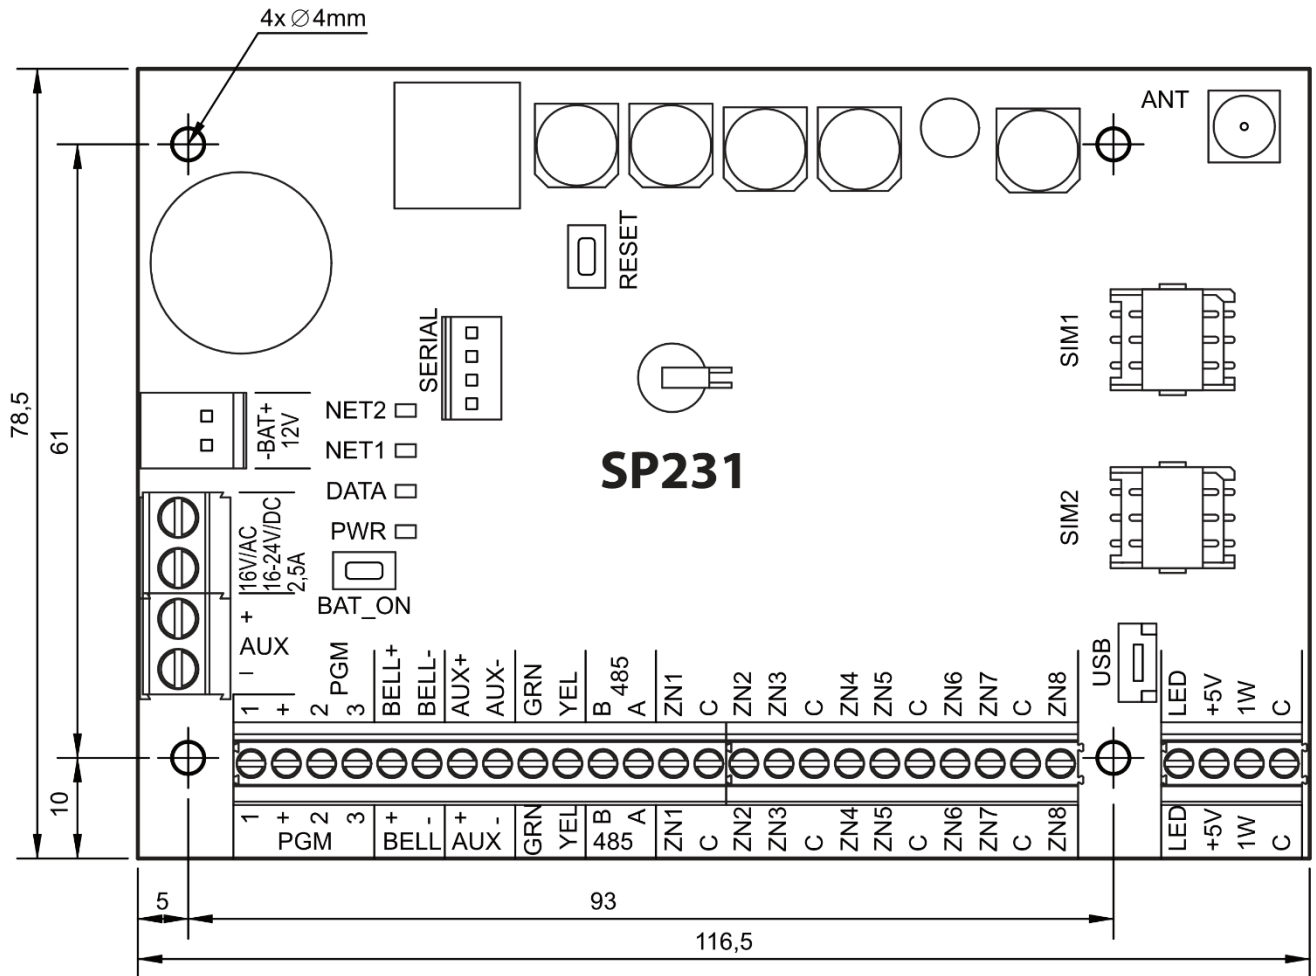 4x ∅4mm
ANT
RESET
SERIAL
SIM1
78,5
61
-BAT+
12V
NET2
NET1
DATA
PWR
SP231
SIM2
16V/AC
16-24V/DC
2,5A
BAT_ON
+
AUX
–
USB
1 + 2 3 PGM BELL+ BELL- AUX+ AUX- GRN YEL B A 485 ZN1 C ZN2 ZN3 C ZN4 ZN5 C ZN6 ZN7 C ZN8 LED +5V 1W C
10
1 + 2 3 + - + - GRN YEL B A ZN1 C ZN2 ZN3 C ZN4 ZN5 C ZN6 ZN7 C ZN8 LED +5V 1W C
PGM BELL AUX 485
5
93
116,5